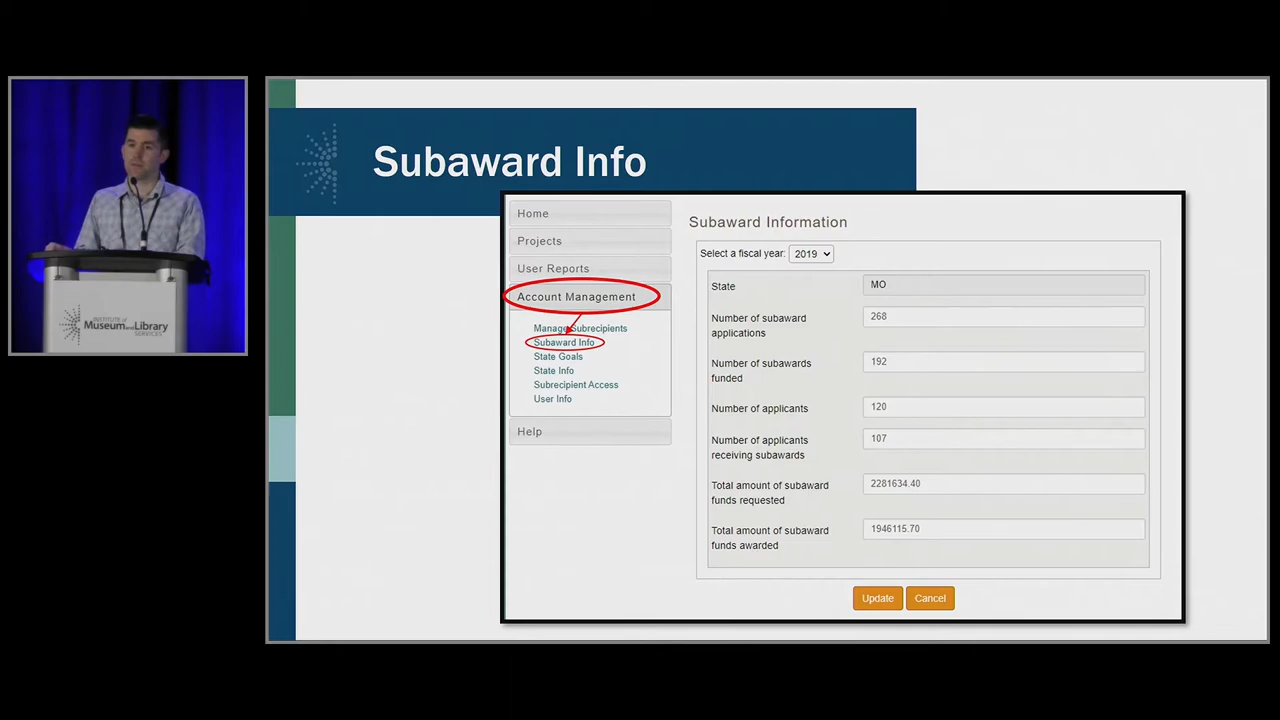 Subaward Info
INSTITUTE of
Museum and Library
SERVICES
Home
Projects
User Reports
Account Management
Manage Subrecipients
Subaward Info
State Goals
State Info
Subrecipient Access
User Info
Help
Subaward Information
Select a fiscal year: 2019
State MO
Number of subaward
applications
268
Number of subawards
funded
192
Number of applicants 120
Number of applicants
receiving subawards
107
Total amount of subaward
funds requested
2281634.40
Total amount of subaward
funds awarded
1946115.70
Update Cancel